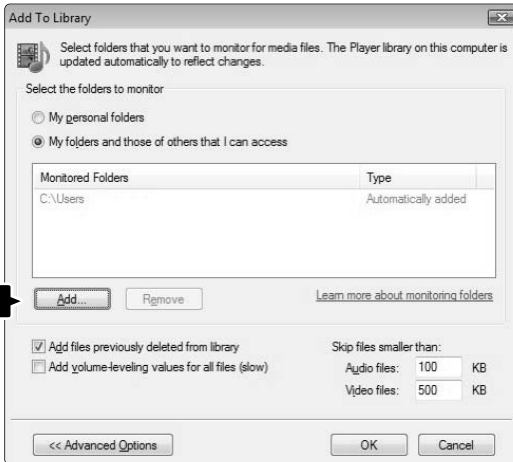 Add To Library
Select folders that you want to monitor for media files. The Player library on this computer is
updated automatically to reflect changes.
Select the folders to monitor
My personal folders
My folders and those of others that I can access
Monitored Folders Type
C:\Users Automatically added
Add... Remove Learn more about monitoring folders
Add files previously deleted from library
Add volume-leveling values for all files (slow)
Skip files smaller than:
Audio files: 100 KB
Video files: 500 KB
<< Advanced Options OK Cancel